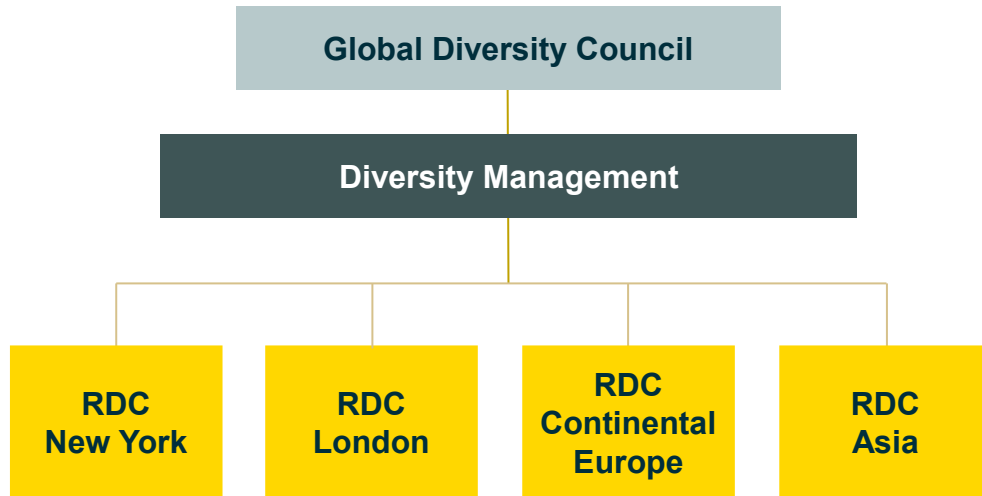 Global Diversity Council
Diversity Management
RDC
New York
RDC
London
RDC
Continental
Europe
RDC
Asia